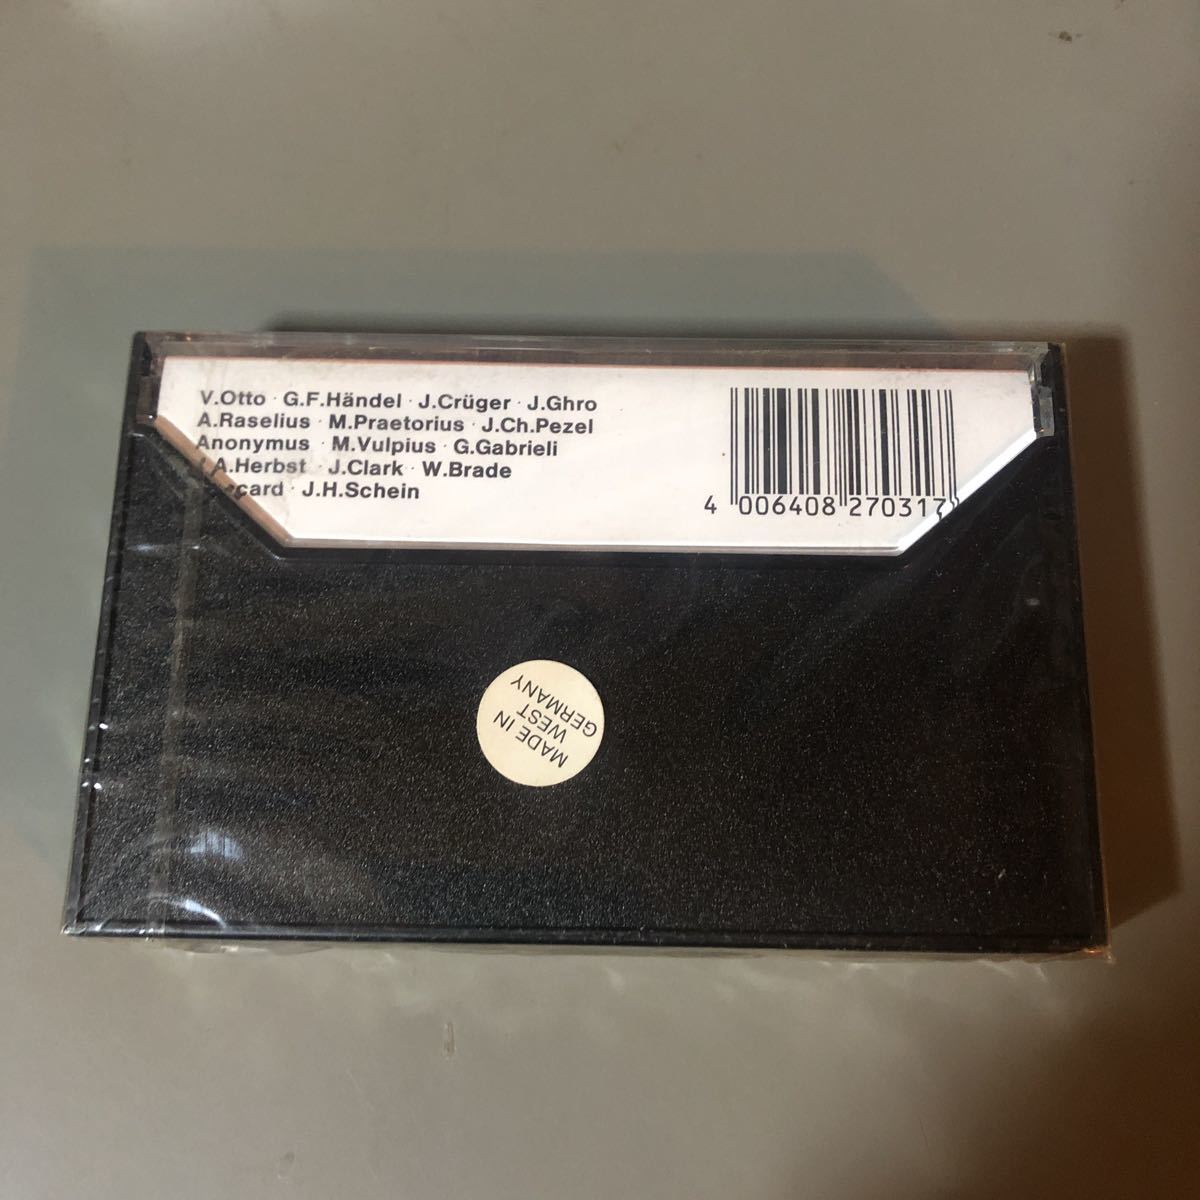 V.Otto · G.F.Händel · J.Crüger · J.Ghro
A.Raselius · M.Praetorius · J.Ch.Pezel
Anonymus · M.Vulpius · G.Gabrieli
A.Herbst · J.Clark · W.Brade
J.H.Schein
4 006408 270317
MADE IN
WEST
GERMANY